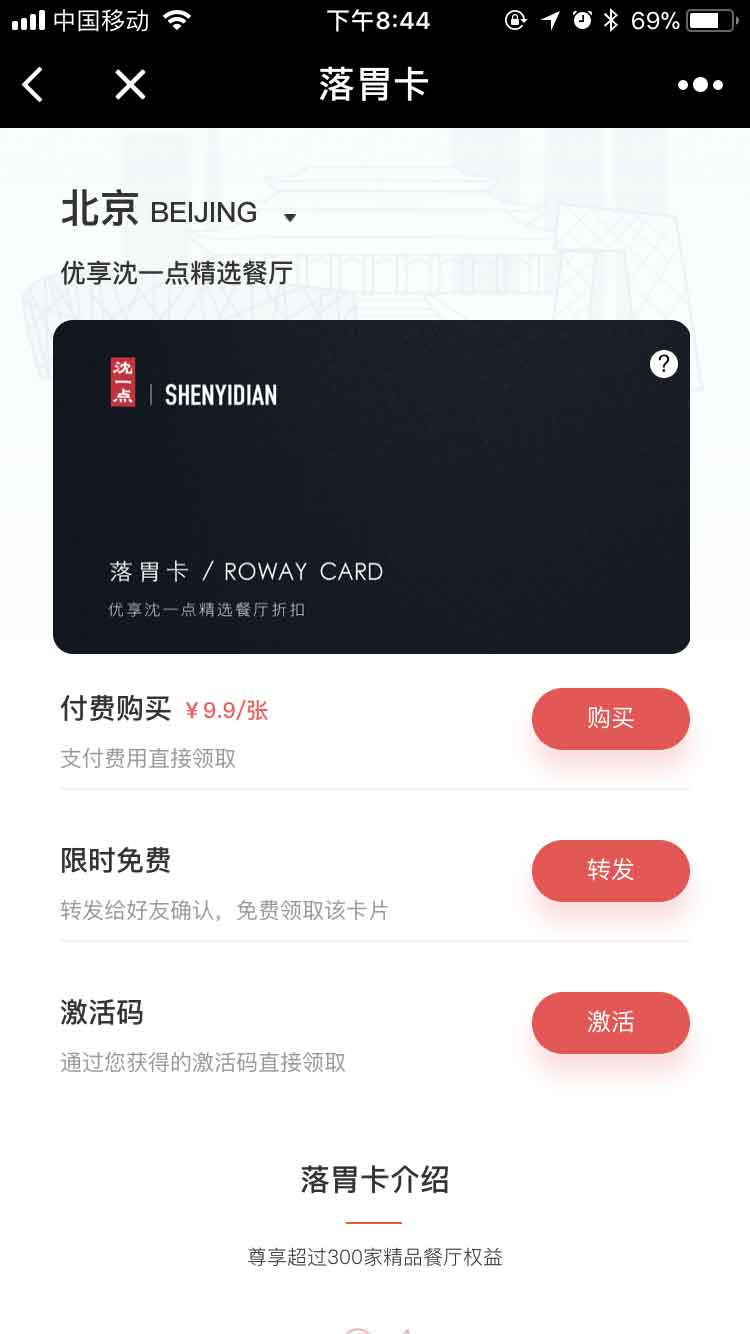 中国移动 下午8:44 69%
落胃卡
北京 BEIJING
优享沈一点精选餐厅
沈一点 | SHENYIDIAN
?
落胃卡 / ROWAY CARD
优享沈一点精选餐厅折扣
付费购买 ￥9.9/张
购买
支付费用直接领取
限时免费
转发
转发给好友确认，免费领取该卡片
激活码
激活
通过您获得的激活码直接领取
落胃卡介绍
尊享超过300家精品餐厅权益